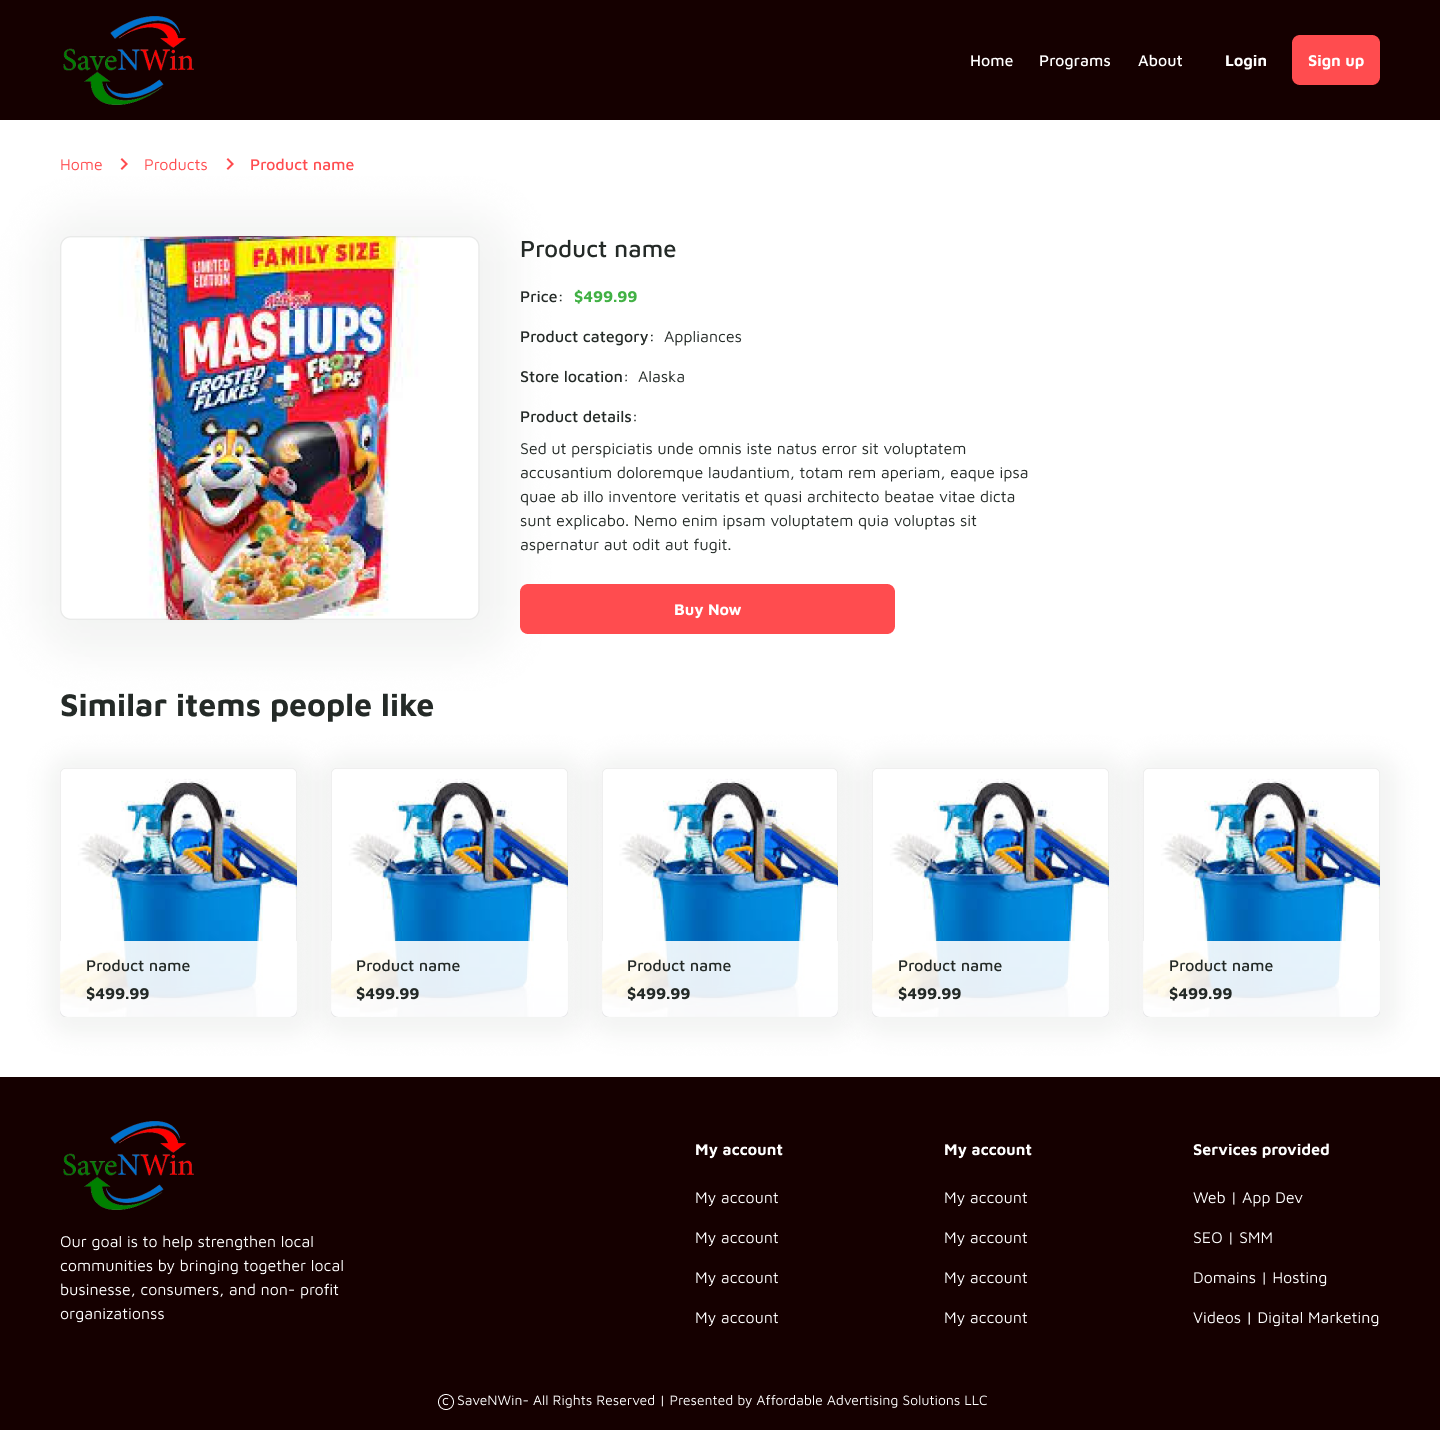 SaveNWin
Home Programs About Login Sign up
Home > Products > Product name
LIMITED
EDITION
FAMILY SIZE
Kellogg's
MASHUPS
FROSTED
FLAKES
+
FROOT
LOOPS
Product name
Price: $499.99
Product category: Appliances
Store location: Alaska
Product details:
Sed ut perspiciatis unde omnis iste natus error sit voluptatem
accusantium doloremque laudantium, totam rem aperiam, eaque ipsa
quae ab illo inventore veritatis et quasi architecto beatae vitae dicta
sunt explicabo. Nemo enim ipsam voluptatem quia voluptas sit
aspernatur aut odit aut fugit.
Buy Now
Similar items people like
Product name
$499.99
Product name
$499.99
Product name
$499.99
Product name
$499.99
Product name
$499.99
SaveNWin
Our goal is to help strengthen local
communities by bringing together local
businesse, consumers, and non- profit
organizationss
My account
My account
My account
My account
My account
My account
My account
My account
My account
My account
Services provided
Web | App Dev
SEO | SMM
Domains | Hosting
Videos | Digital Marketing
© SaveNWin- All Rights Reserved | Presented by Affordable Advertising Solutions LLC